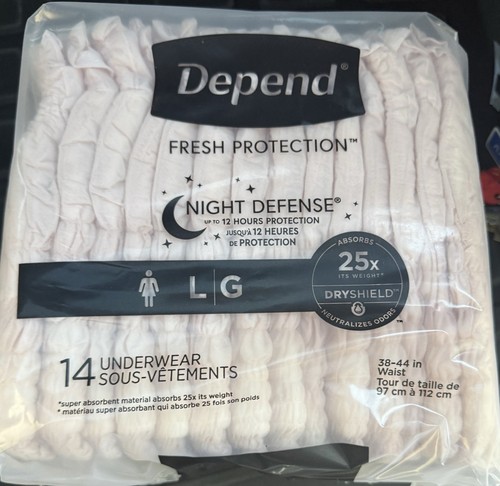 Depend®
FRESH PROTECTION™
NIGHT DEFENSE®
UP TO 12 HOURS PROTECTION
JUSQU'À 12 HEURES
DE PROTECTION
L|G
ABSORBS
25x
ITS WEIGHT*
DRYSHIELD™
NEUTRALIZES ODORS
™
14 UNDERWEAR
SOUS-VÊTEMENTS
*super absorbent material absorbs 25x its weight
* matériau super absorbant qui absorbe 25 fois son poids
38-44 in
Waist
Tour de taille de
97 cm à 112 cm